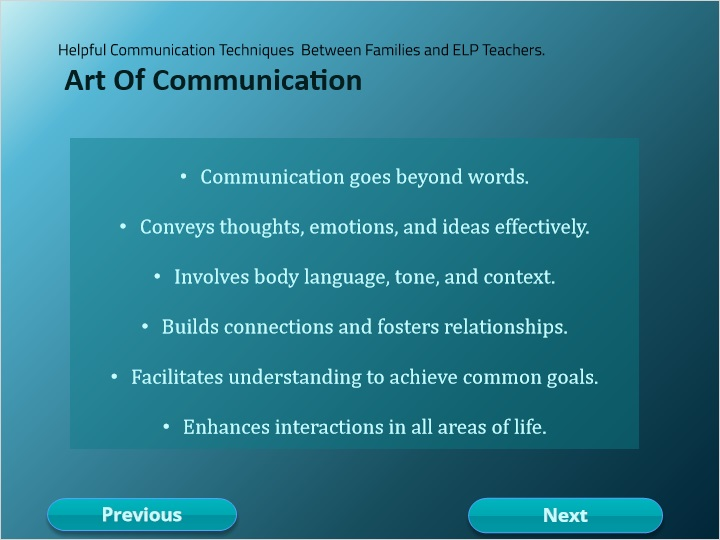 Helpful Communication Techniques  Between Families and ELP Teachers.
Art Of Communication
• Communication goes beyond words.
• Conveys thoughts, emotions, and ideas effectively.
• Involves body language, tone, and context.
• Builds connections and fosters relationships.
• Facilitates understanding to achieve common goals.
• Enhances interactions in all areas of life.
Previous
Next